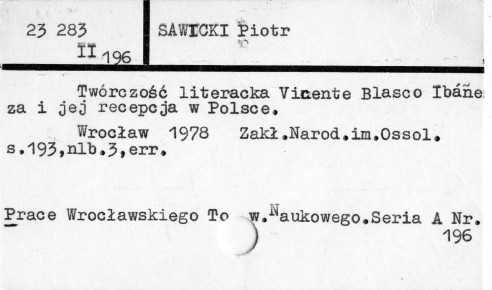 23 283
II 196
SAWICKI Piotr
Twórczość literacka Vicente Blasco Ibáñe
za i jej recepcja w Polsce.
Wrocław 1978 Zakł.Narod.im.Ossol.
s.193,nlb.3,err.
Prace Wrocławskiego To w.Naukowego.Seria A Nr.
196